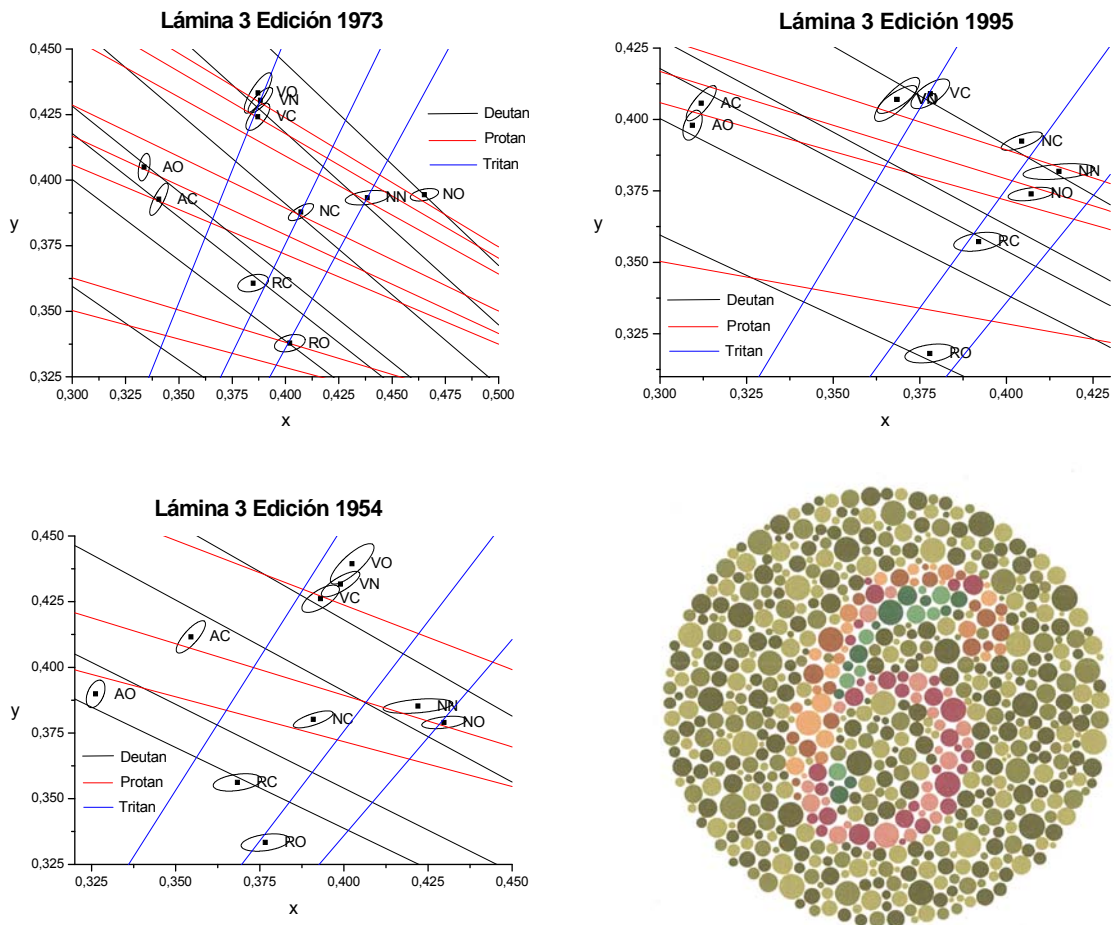 Lámina 3 Edición 1973
0,450
0,425
0,400
0,375
0,350
0,325
y
VO
VN
VC
AO
AC
NC
NN
NO
RC
RO
Deutan
Protan
Tritan
0,300 0,325 0,350 0,375 0,400 0,425 0,450 0,475 0,500
x
Lámina 3 Edición 1995
0,425
0,400
0,375
0,350
0,325
y
AC
AO
VC
NC
NN
NO
RC
RO
Deutan
Protan
Tritan
0,300 0,325 0,350 0,375 0,400 0,425
x
Lámina 3 Edición 1954
0,450
0,425
0,400
0,375
0,350
0,325
y
VO
VN
VC
AC
AO
NC
NN
NO
RC
RO
Deutan
Protan
Tritan
0,325 0,350 0,375 0,400 0,425 0,450
x